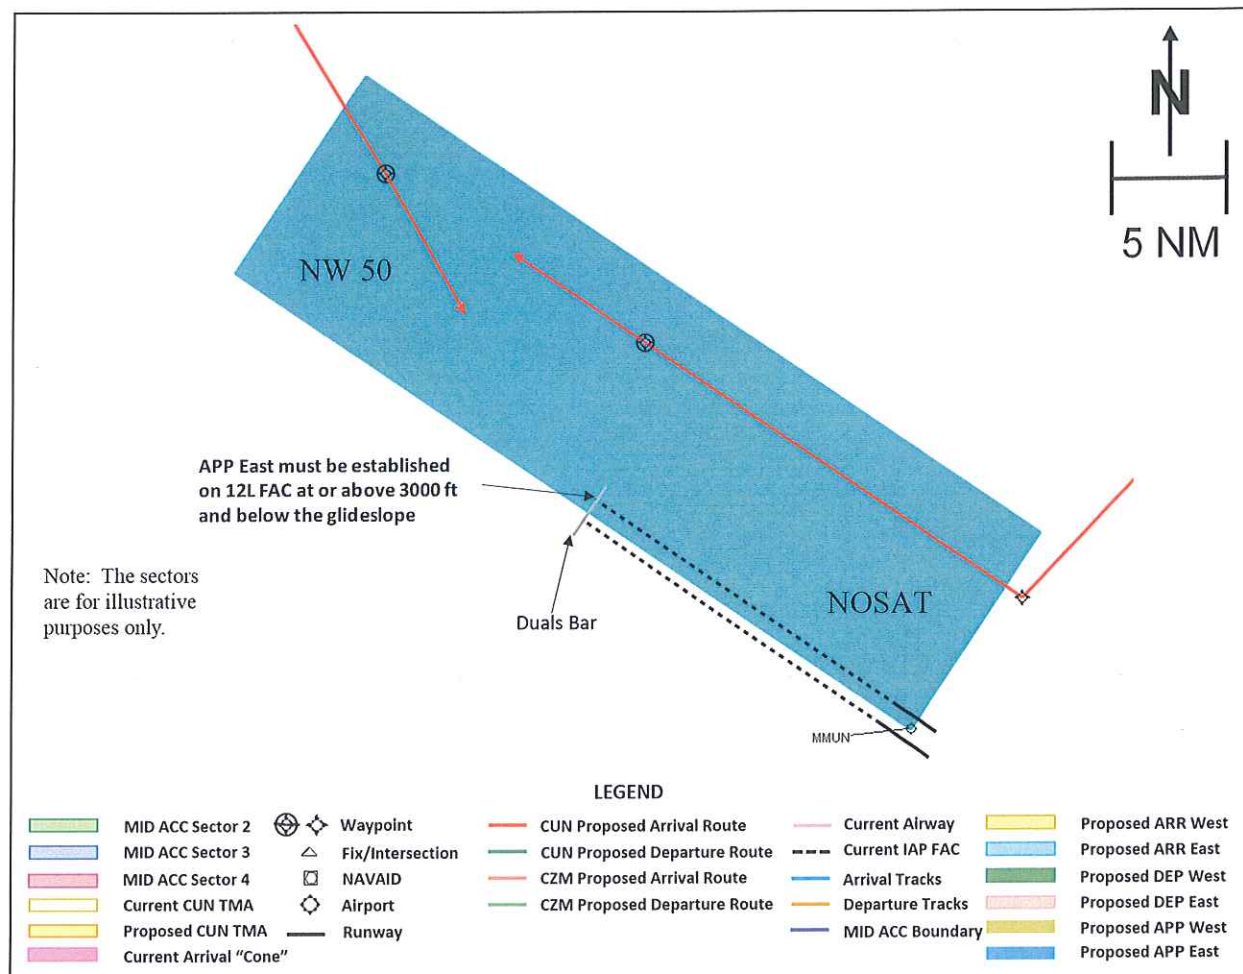 N
5 NM
NW 50
APP East must be established
on 12L FAC at or above 3000 ft
and below the glideslope
Note: The sectors
are for illustrative
purposes only.
Duals Bar
NOSAT
MMUN
LEGEND
MID ACC Sector 2
MID ACC Sector 3
MID ACC Sector 4
Current CUN TMA
Proposed CUN TMA
Current Arrival “Cone”
Waypoint
Fix/Intersection
NAVAID
Airport
Runway
CUN Proposed Arrival Route
CUN Proposed Departure Route
CZM Proposed Arrival Route
CZM Proposed Departure Route
Current Airway
Current IAP FAC
Arrival Tracks
Departure Tracks
MID ACC Boundary
Proposed ARR West
Proposed ARR East
Proposed DEP West
Proposed DEP East
Proposed APP West
Proposed APP East